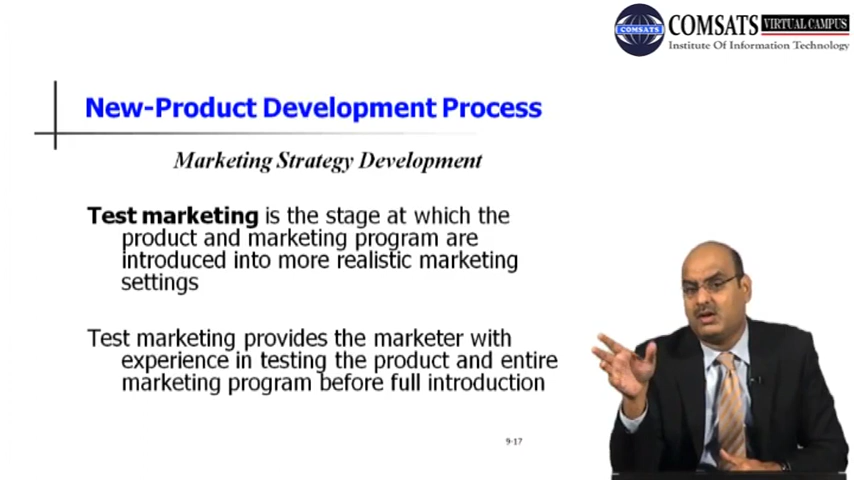 COMSATS VIRTUAL CAMPUS
COMSATS
Institute Of Information Technology
New-Product Development Process
Marketing Strategy Development
Test marketing is the stage at which the
product and marketing program are
introduced into more realistic marketing
settings
Test marketing provides the marketer with
experience in testing the product and entire
marketing program before full introduction
9-17